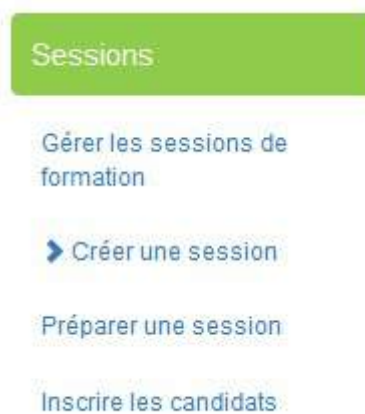 Sessions
Gérer les sessions de
formation
Créer une session
Préparer une session
Inscrire les candidats